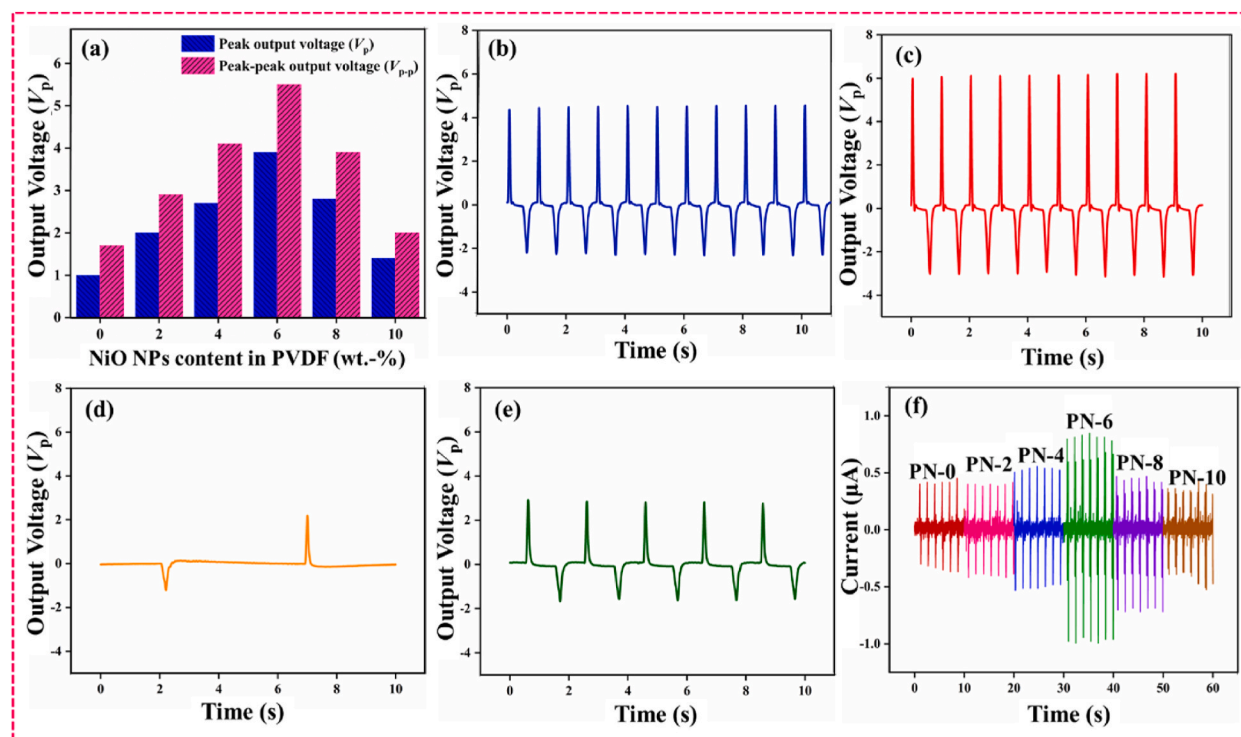 (a)
Peak output voltage (Vp)
Peak-peak output voltage (Vp-p)
Output Voltage (Vp)
6
5
4
3
2
1
0
0 2 4 6 8 10
NiO NPs content in PVDF (wt.-%)
(b)
Output Voltage (Vp)
8
6
4
2
0
-2
-4
0 2 4 6 8 10
Time (s)
(c)
Output Voltage (Vp)
8
6
4
2
0
-2
-4
0 2 4 6 8 10
Time (s)
(d)
Output Voltage (Vp)
8
6
4
2
0
-2
-4
0 2 4 6 8 10
Time (s)
(e)
Output Voltage (Vp)
8
6
4
2
0
-2
-4
0 2 4 6 8 10
Time (s)
(f)
Current (μA)
1.0
0.5
0.0
-0.5
-1.0
PN-0 PN-2 PN-4 PN-6 PN-8 PN-10
0 10 20 30 40 50 60
Time (s)